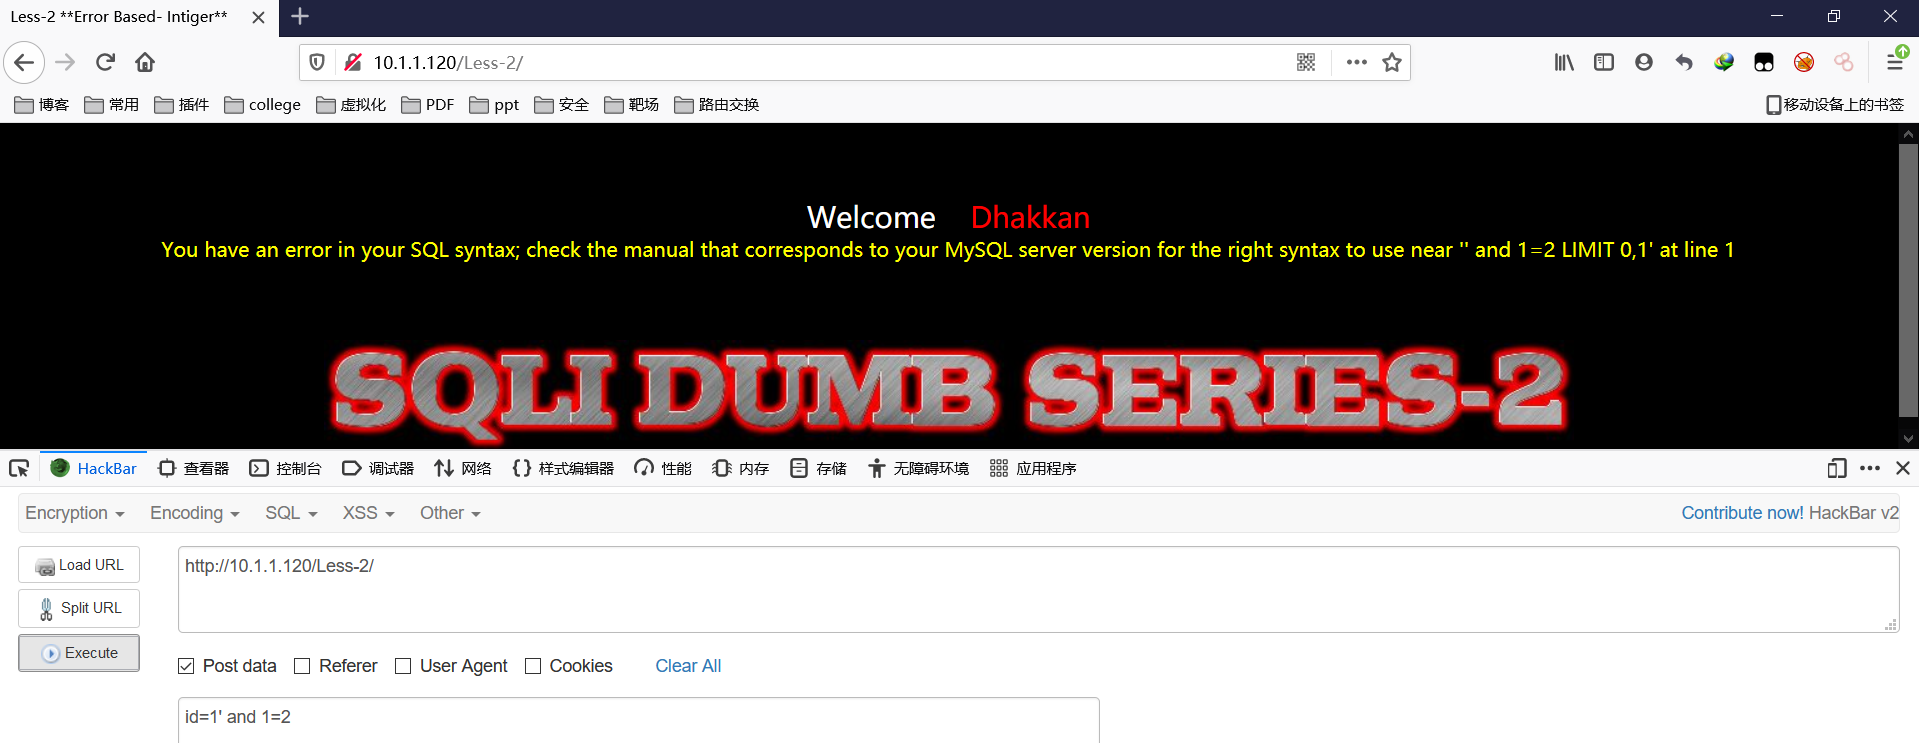 Less-2 **Error Based- Intiger**
10.1.1.120/Less-2/
博客 常用 插件 college 虚拟化 PDF ppt 安全 靶场 路由交换 移动设备上的书签
Welcome Dhakkan
You have an error in your SQL syntax; check the manual that corresponds to your MySQL server version for the right syntax to use near '' and 1=2 LIMIT 0,1' at line 1
SQLI DUMB SERIES-2
HackBar 查看器 控制台 调试器 网络 样式编辑器 性能 内存 存储 无障碍环境 应用程序
Encryption Encoding SQL XSS Other Contribute now! HackBar v2
Load URL http://10.1.1.120/Less-2/
Split URL
Execute
Post data Referer User Agent Cookies Clear All
id=1' and 1=2